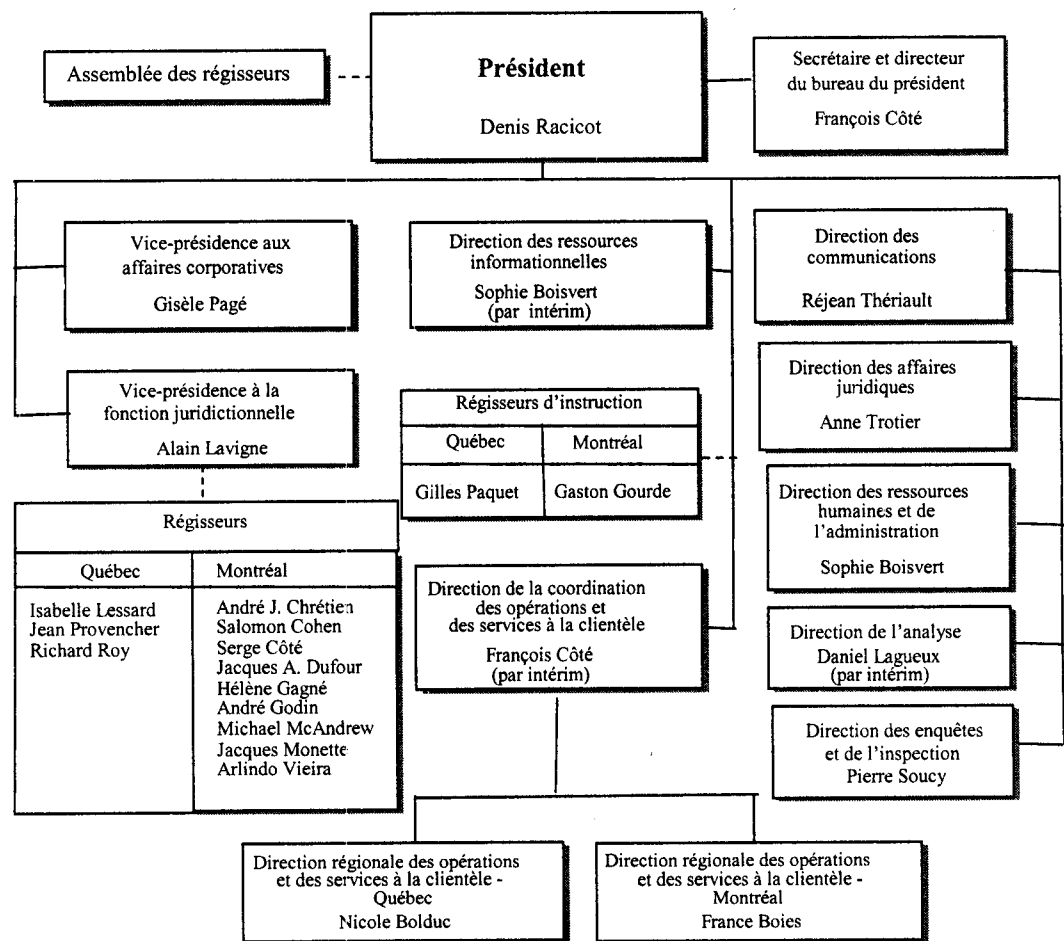 Assemblée des régisseurs
Président
Denis Racicot
Secrétaire et directeur
du bureau du président
François Côté
Vice-présidence aux
affaires corporatives
Gisèle Pagé
Direction des ressources
informationnelles
Sophie Boisvert
(par intérim)
Direction des
communications
Réjean Thériault
Vice-présidence à la
fonction juridictionnelle
Alain Lavigne
Régisseurs d'instruction
Québec
Montréal
Gilles Paquet
Gaston Gourde
Direction des affaires
juridiques
Anne Trotier
Régisseurs
Québec
Montréal
Isabelle Lessard
Jean Provencher
Richard Roy
André J. Chrétien
Salomon Cohen
Serge Côté
Jacques A. Dufour
Hélène Gagné
André Godin
Michael McAndrew
Jacques Monette
Arlindo Vieira
Direction de la coordination
des opérations et
des services à la clientèle
François Côté
(par intérim)
Direction des ressources
humaines et de
l'administration
Sophie Boisvert
Direction de l'analyse
Daniel Lagueux
(par intérim)
Direction des enquêtes
et de l'inspection
Pierre Soucy
Direction régionale des opérations
et des services à la clientèle -
Québec
Nicole Bolduc
Direction régionale des opérations
et des services à la clientèle -
Montréal
France Boies